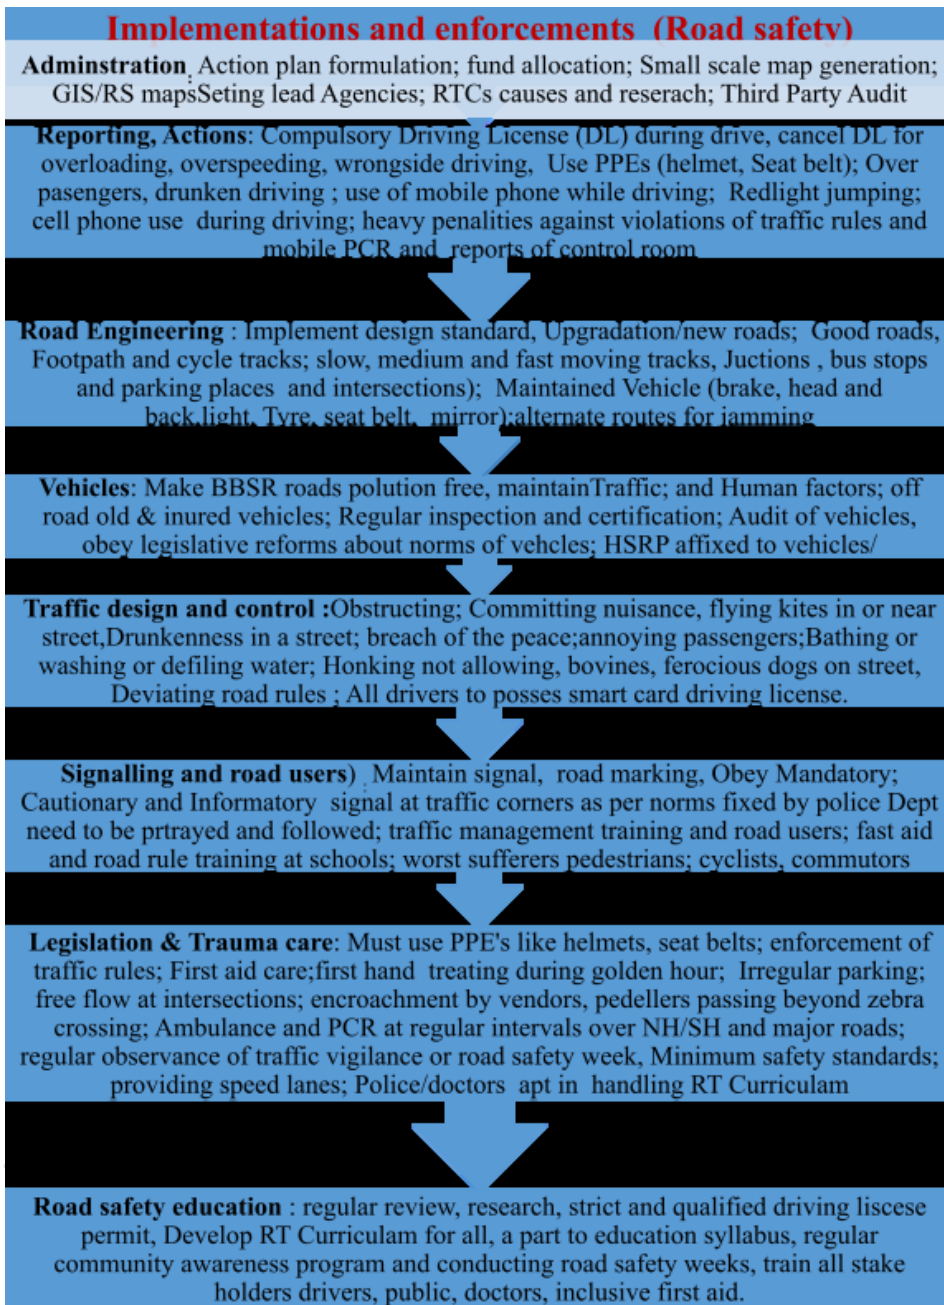 Implementations and enforcements (Road safety)
Adminstration : Action plan formulation; fund allocation; Small scale map generation;
GIS/RS mapsSeting lead Agencies; RTCs causes and reserach; Third Party Audit
Reporting, Actions: Compulsory Driving License (DL) during drive, cancel DL for
overloading, overspeeding, wrongside driving, Use PPEs (helmet, Seat belt); Over
pasengers, drunken driving ; use of mobile phone while driving; Redlight jumping;
cell phone use during driving; heavy penalities against violations of traffic rules and
mobile PCR and reports of control room
Road Engineering : Implement design standard, Upgradation/new roads; Good roads,
Footpath and cycle tracks; slow, medium and fast moving tracks, Juctions , bus stops
and parking places and intersections); Maintained Vehicle (brake, head and
back,light, Tyre, seat belt, mirror);alternate routes for jamming
Vehicles: Make BBSR roads polution free, maintainTraffic; and Human factors; off
road old & inured vehicles; Regular inspection and certification; Audit of vehicles,
obey legislative reforms about norms of vehcles; HSRP affixed to vehicles/
Traffic design and control :Obstructing; Committing nuisance, flying kites in or near
street,Drunkenness in a street; breach of the peace;annoying passengers;Bathing or
washing or defiling water; Honking not allowing, bovines, ferocious dogs on street,
Deviating road rules ; All drivers to posses smart card driving license.
Signalling and road users) : Maintain signal, road marking, Obey Mandatory;
Cautionary and Informatory signal at traffic corners as per norms fixed by police Dept
need to be prtrayed and followed; traffic management training and road users; fast aid
and road rule training at schools; worst sufferers pedestrians; cyclists, commutors
Legislation & Trauma care: Must use PPE's like helmets, seat belts; enforcement of
traffic rules; First aid care;first hand treating during golden hour; Irregular parking;
free flow at intersections; encroachment by vendors, pedellers passing beyond zebra
crossing; Ambulance and PCR at regular intervals over NH/SH and major roads;
regular observance of traffic vigilance or road safety week, Minimum safety standards;
providing speed lanes; Police/doctors apt in handling RT Curriculam
Road safety education : regular review, research, strict and qualified driving liscese
permit, Develop RT Curriculam for all, a part to education syllabus, regular
community awareness program and conducting road safety weeks, train all stake
holders drivers, public, doctors, inclusive first aid.